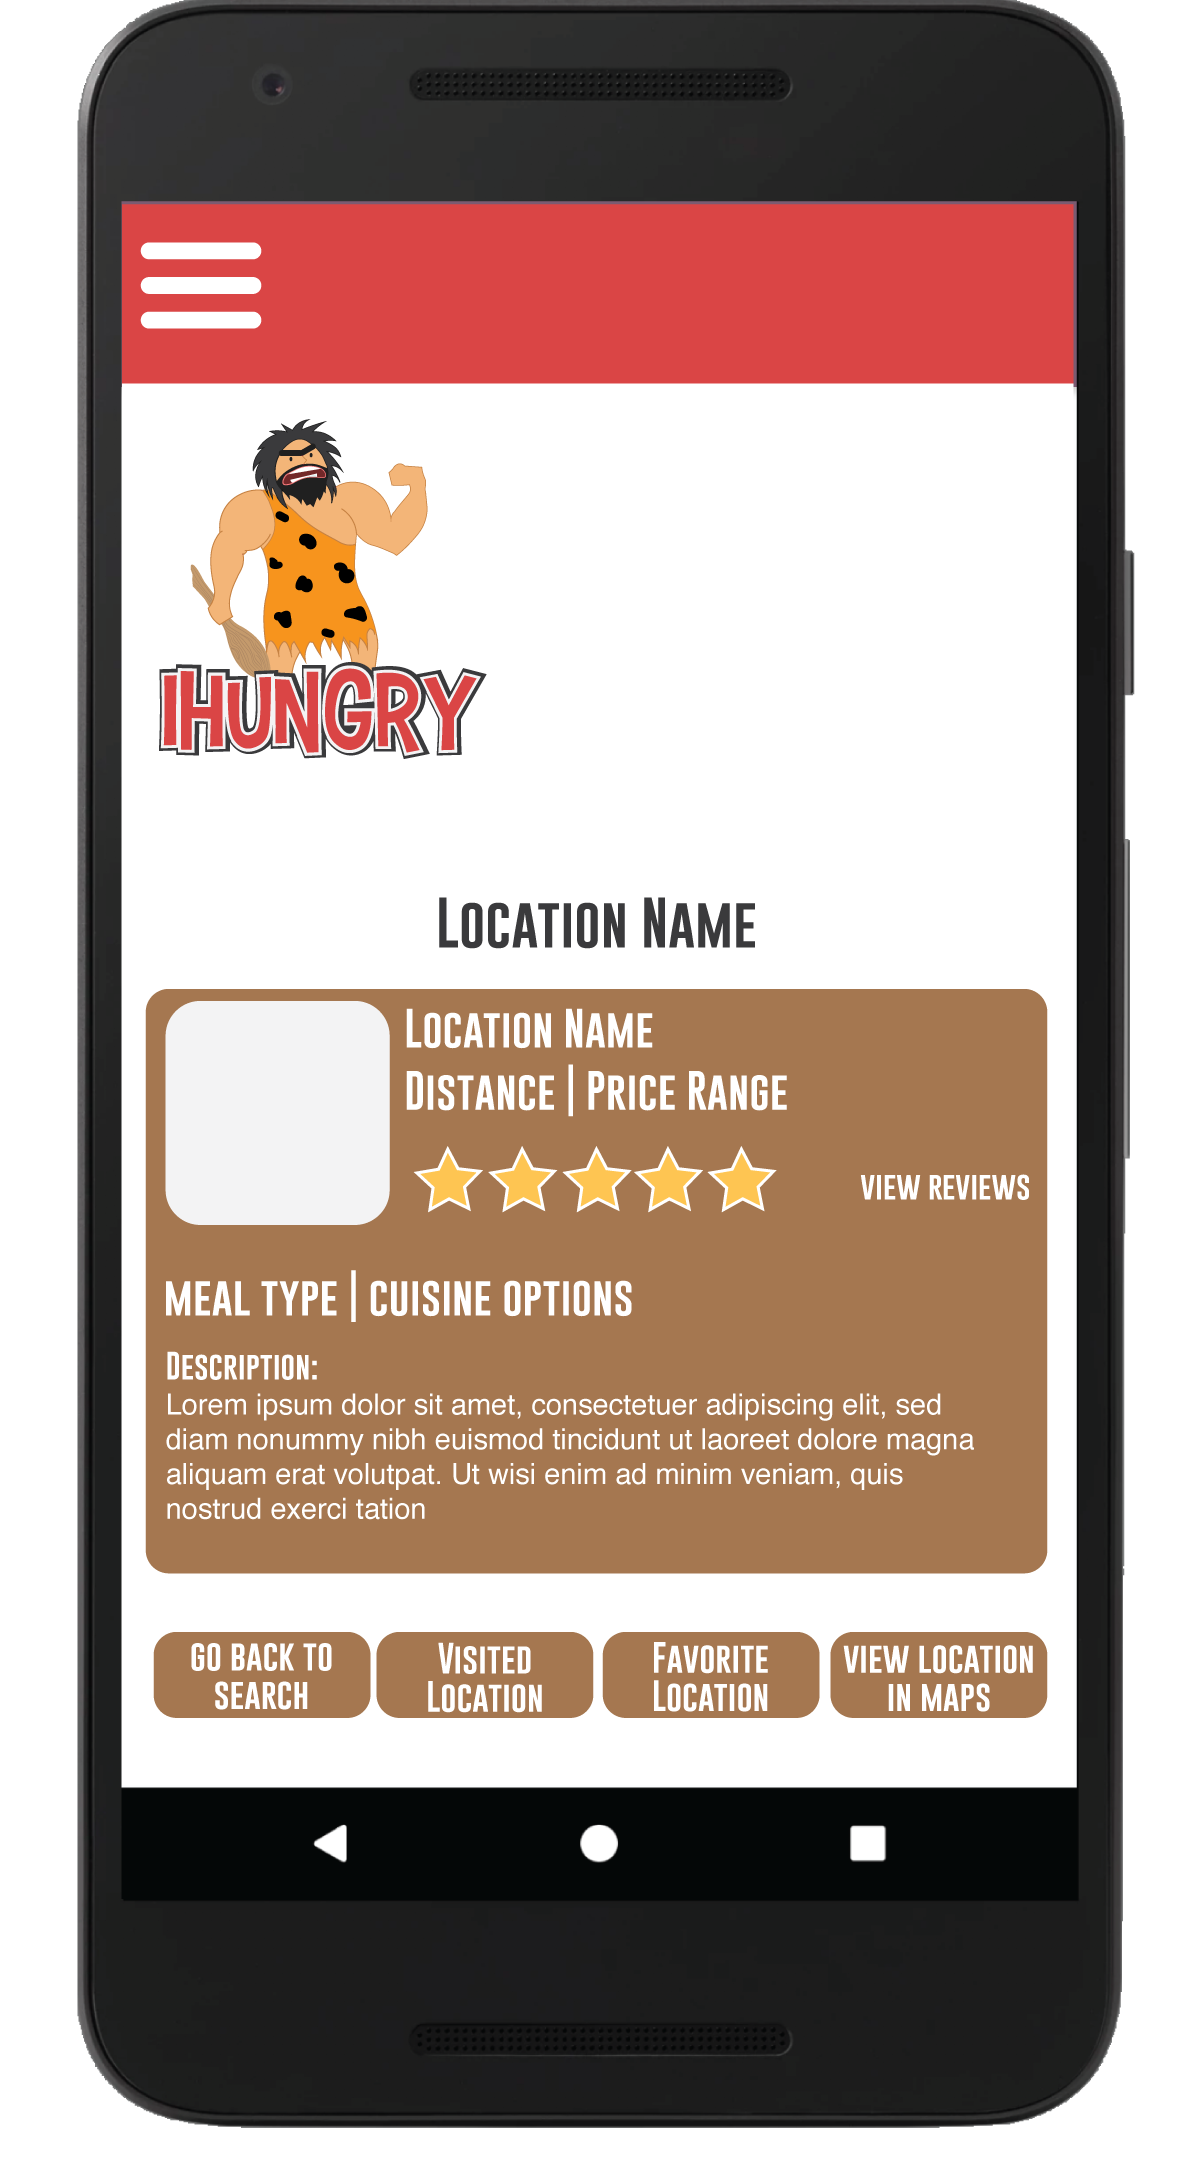 IHUNGRY
Location Name
Location Name
Distance | Price Range
VIEW REVIEWS
MEAL TYPE | CUISINE OPTIONS
Description:
Lorem ipsum dolor sit amet, consectetuer adipiscing elit, sed
diam nonummy nibh euismod tincidunt ut laoreet dolore magna
aliquam erat volutpat. Ut wisi enim ad minim veniam, quis
nostrud exerci tation
GO BACK TO
SEARCH
Visited
Location
Favorite
Location
VIEW LOCATION
IN MAPS